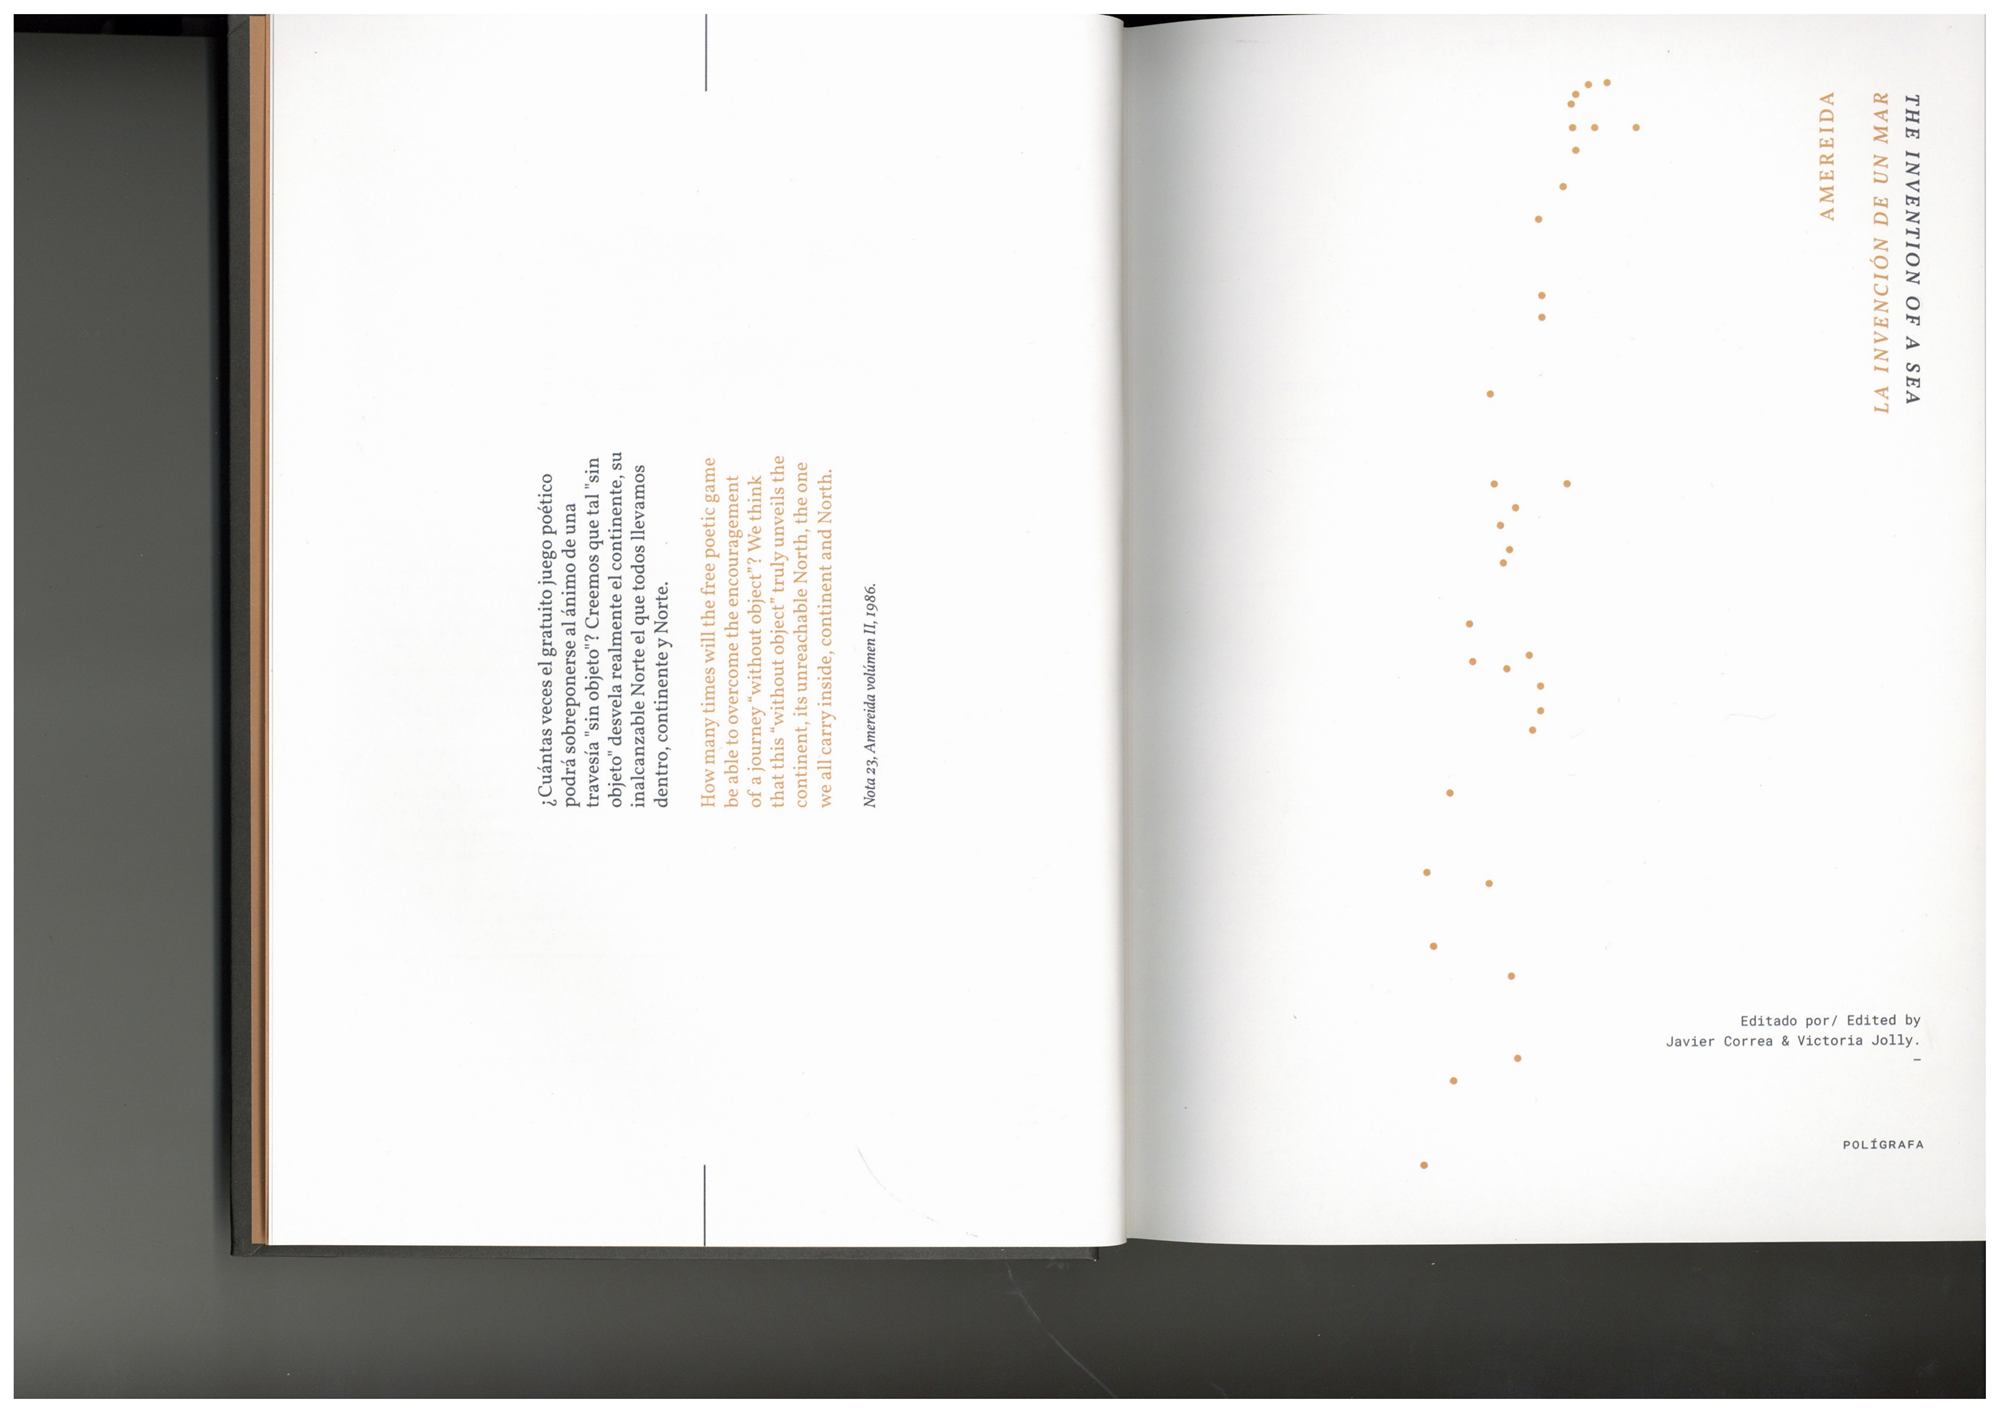 ¿Cuántas veces el gratuito juego poético
podrá sobreponerse al ánimo de una
travesía "sin objeto"? Creemos que tal "sin
objeto" desvela realmente el continente, su
inalcanzable Norte el que todos llevamos
dentro, continente y Norte.
How many times will the free poetic game
be able to overcome the encouragement
of a journey “without object”? We think
that this “without object” truly unveils the
continent, its unreachable North, the one
we all carry inside, continent and North.
Nota 23, Amereida volúmen II, 1986.
AMEREIDA
LA INVENCIÓN DE UN MAR
THE INVENTION OF A SEA
Editado por/ Edited by
Javier Correa & Victoria Jolly.
–
POLÍGRAFA